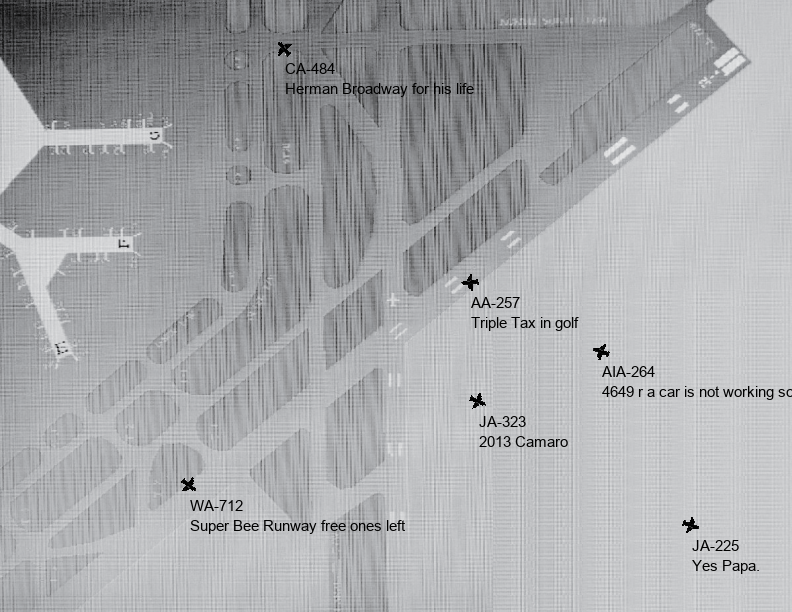 CA-484
Herman Broadway for his life
G
F
AA-257
Triple Tax in golf
AIA-264
4649 r a car is not working so
JA-323
2013 Camaro
WA-712
Super Bee Runway free ones left
JA-225
Yes Papa.